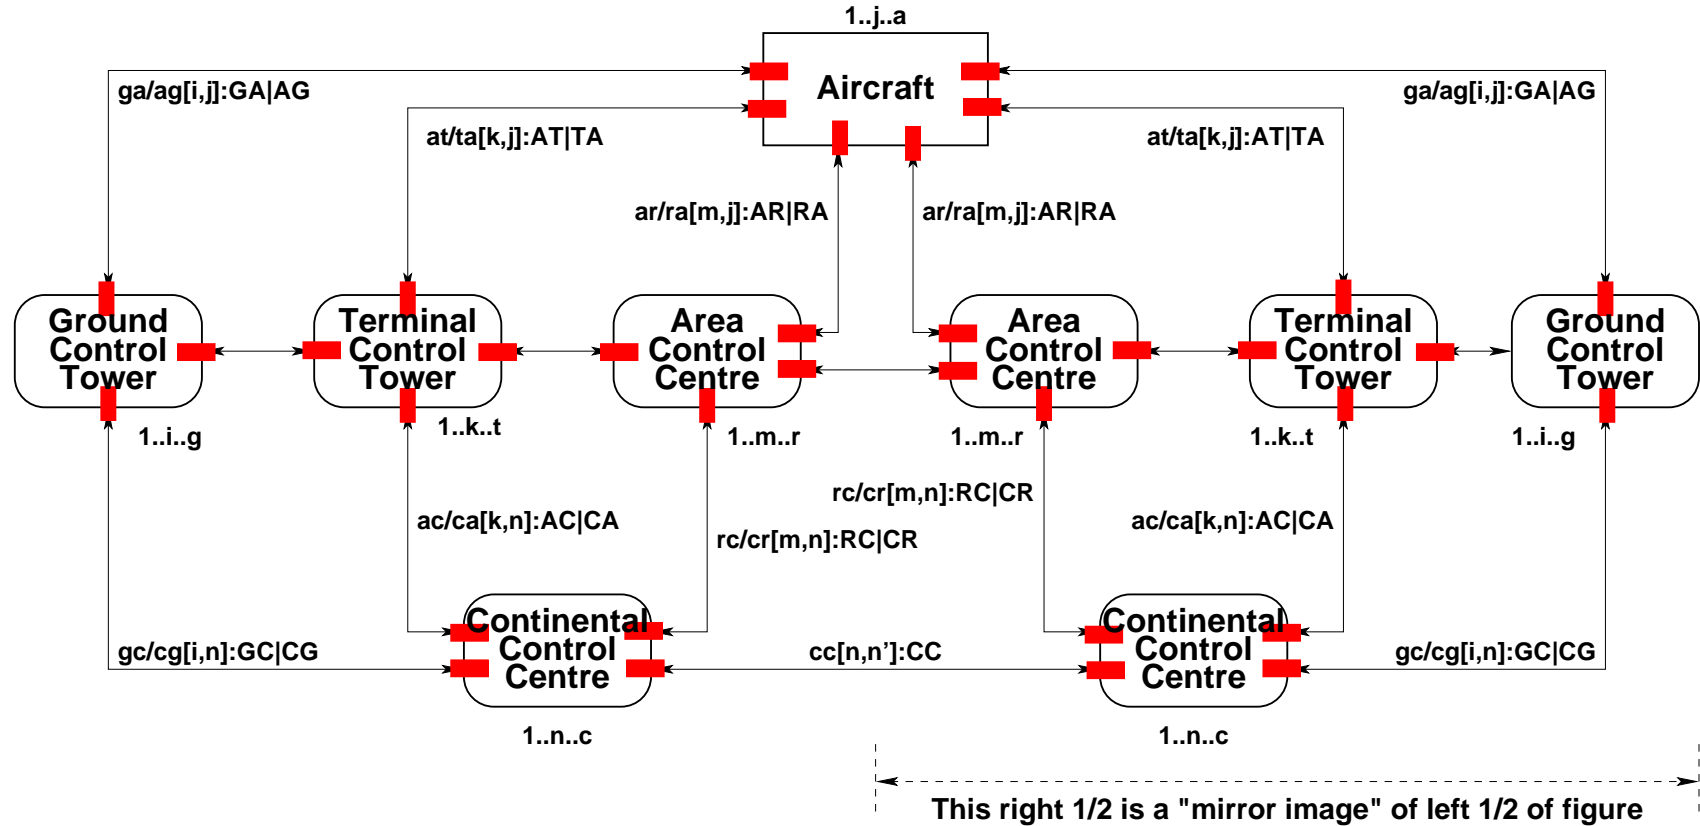 1..j..a
Aircraft
ga/ag[i,j]:GA|AG
ga/ag[i,j]:GA|AG
at/ta[k,j]:AT|TA
at/ta[k,j]:AT|TA
ar/ra[m,j]:AR|RA
ar/ra[m,j]:AR|RA
Ground
Control
Tower
Terminal
Control
Tower
Area
Control
Centre
Area
Control
Centre
Terminal
Control
Tower
Ground
Control
Tower
1..i..g
1..k..t
1..m..r
1..m..r
1..k..t
1..i..g
rc/cr[m,n]:RC|CR
ac/ca[k,n]:AC|CA
rc/cr[m,n]:RC|CR
ac/ca[k,n]:AC|CA
Continental
Control
Centre
Continental
Control
Centre
gc/cg[i,n]:GC|CG
cc[n,n']:CC
gc/cg[i,n]:GC|CG
1..n..c
1..n..c
This right 1/2 is a "mirror image" of left 1/2 of figure